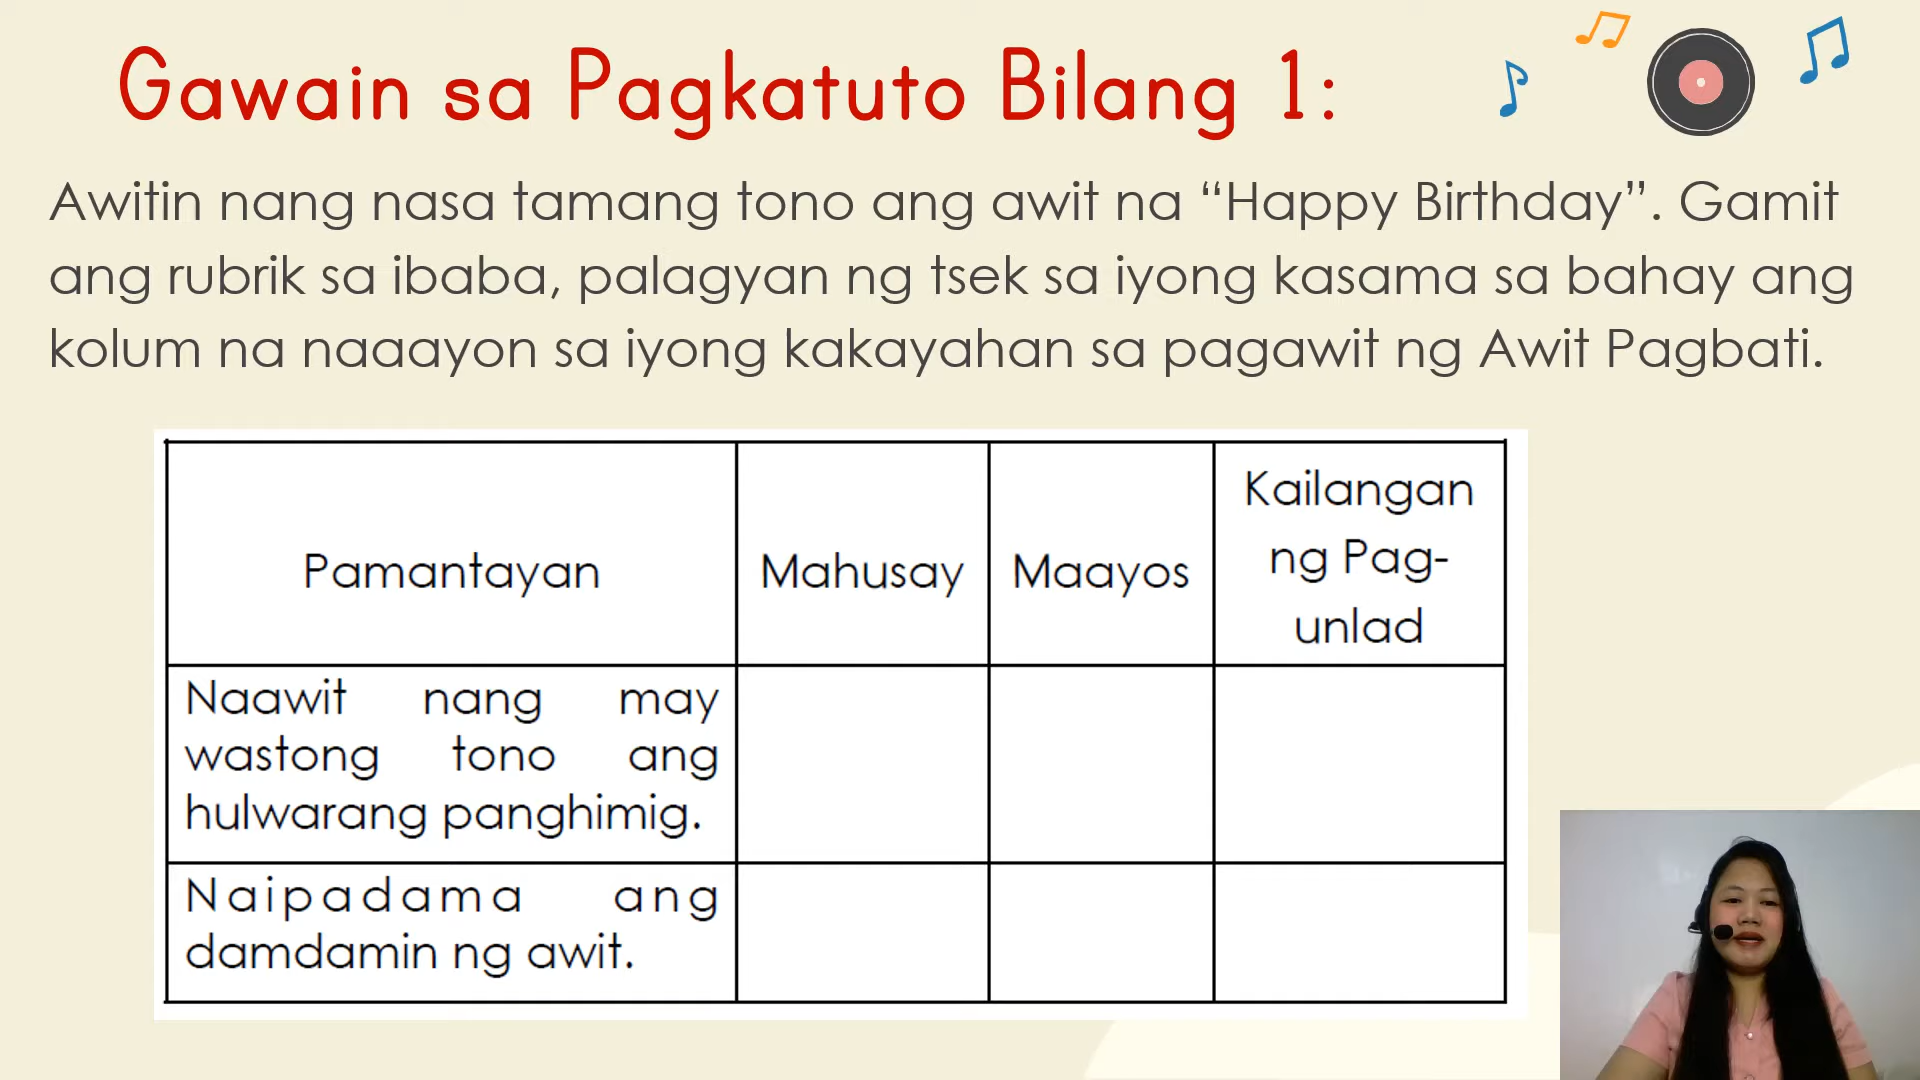 Gawain sa Pagkatuto Bilang 1:
Awitin nang nasa tamang tono ang awit na “Happy Birthday”. Gamit
ang rubrik sa ibaba, palagyan ng tsek sa iyong kasama sa bahay ang
kolum na naaayon sa iyong kakayahan sa pagawit ng Awit Pagbati.
Pamantayan
Mahusay
Maayos
Kailangan
ng Pag-
unlad
Naawit nang may
wastong tono ang
hulwarang panghimig.
Naipadama ang
damdamin ng awit.